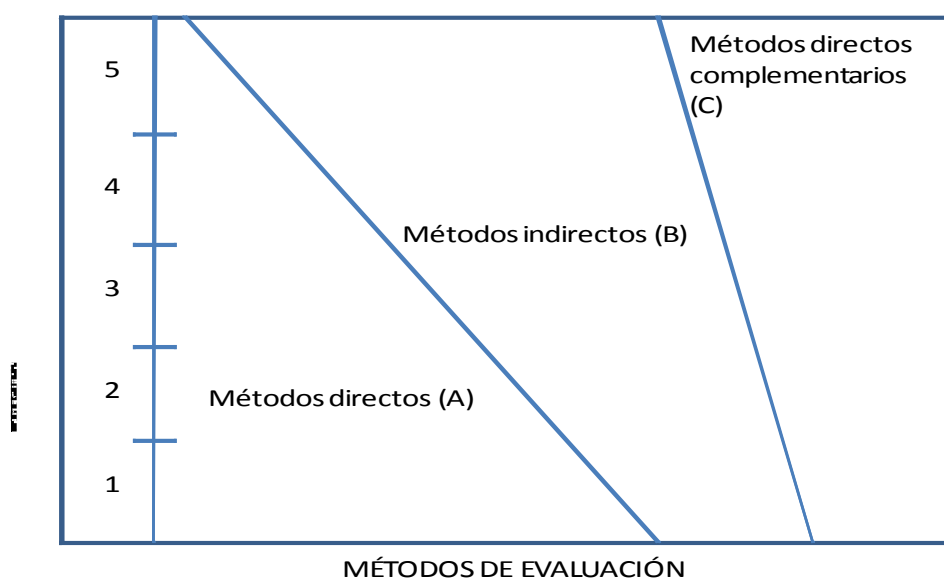 5
Métodos directos
complementarios
(C)
4
Métodos indirectos (B)
3
2
Métodos directos (A)
1
MÉTODOS DE EVALUACIÓN